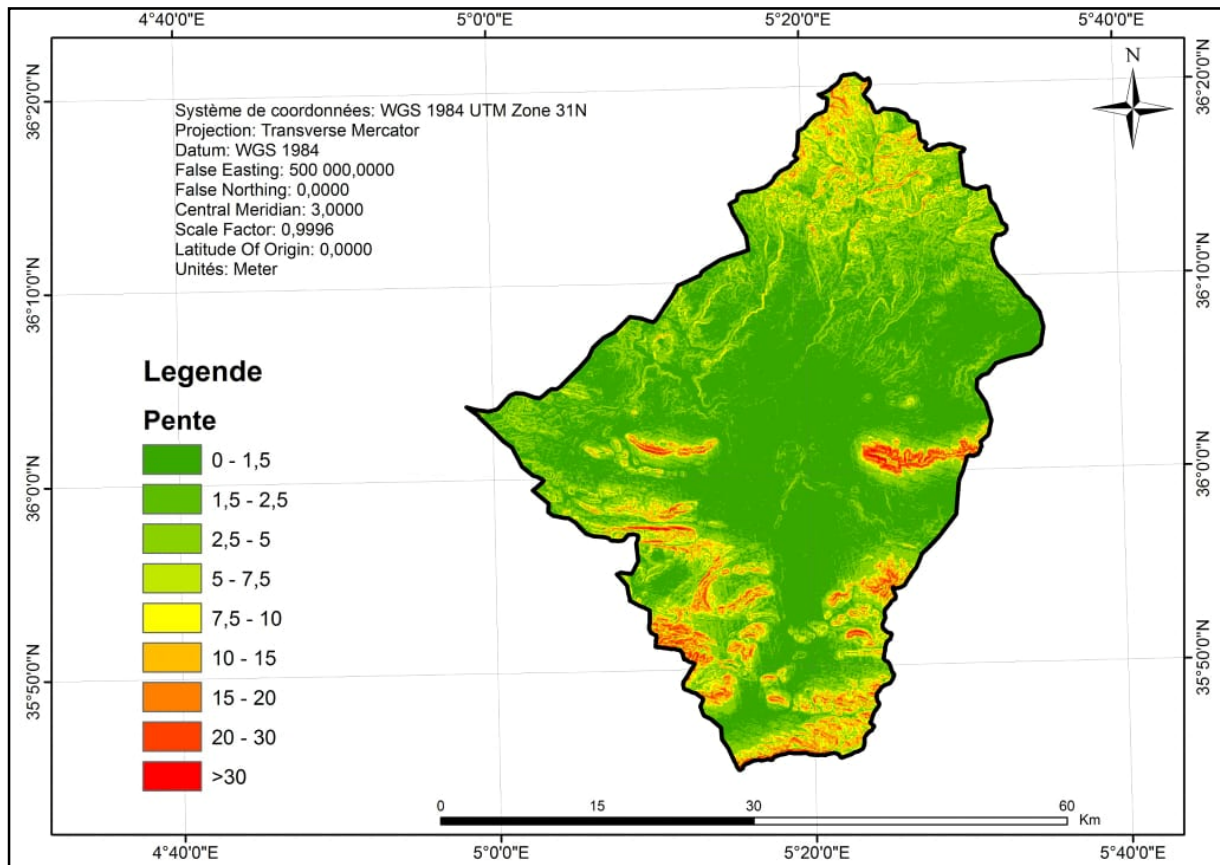 4°40'0"E 5°0'0"E 5°20'0"E 5°40'0"E
N
36°20'0"N 36°20'0"N
Système de coordonnées: WGS 1984 UTM Zone 31N
Projection: Transverse Mercator
Datum: WGS 1984
False Easting: 500 000,0000
False Northing: 0,0000
Central Meridian: 3,0000
Scale Factor: 0,9996
Latitude Of Origin: 0,0000
Unités: Meter
36°10'0"N 36°10'0"N
Legende
Pente
0 - 1,5
1,5 - 2,5
2,5 - 5
5 - 7,5
7,5 - 10
10 - 15
15 - 20
20 - 30
>30
36°0'0"N 36°0'0"N
35°50'0"N 35°50'0"N
0 15 30 60
Km
4°40'0"E 5°0'0"E 5°20'0"E 5°40'0"E